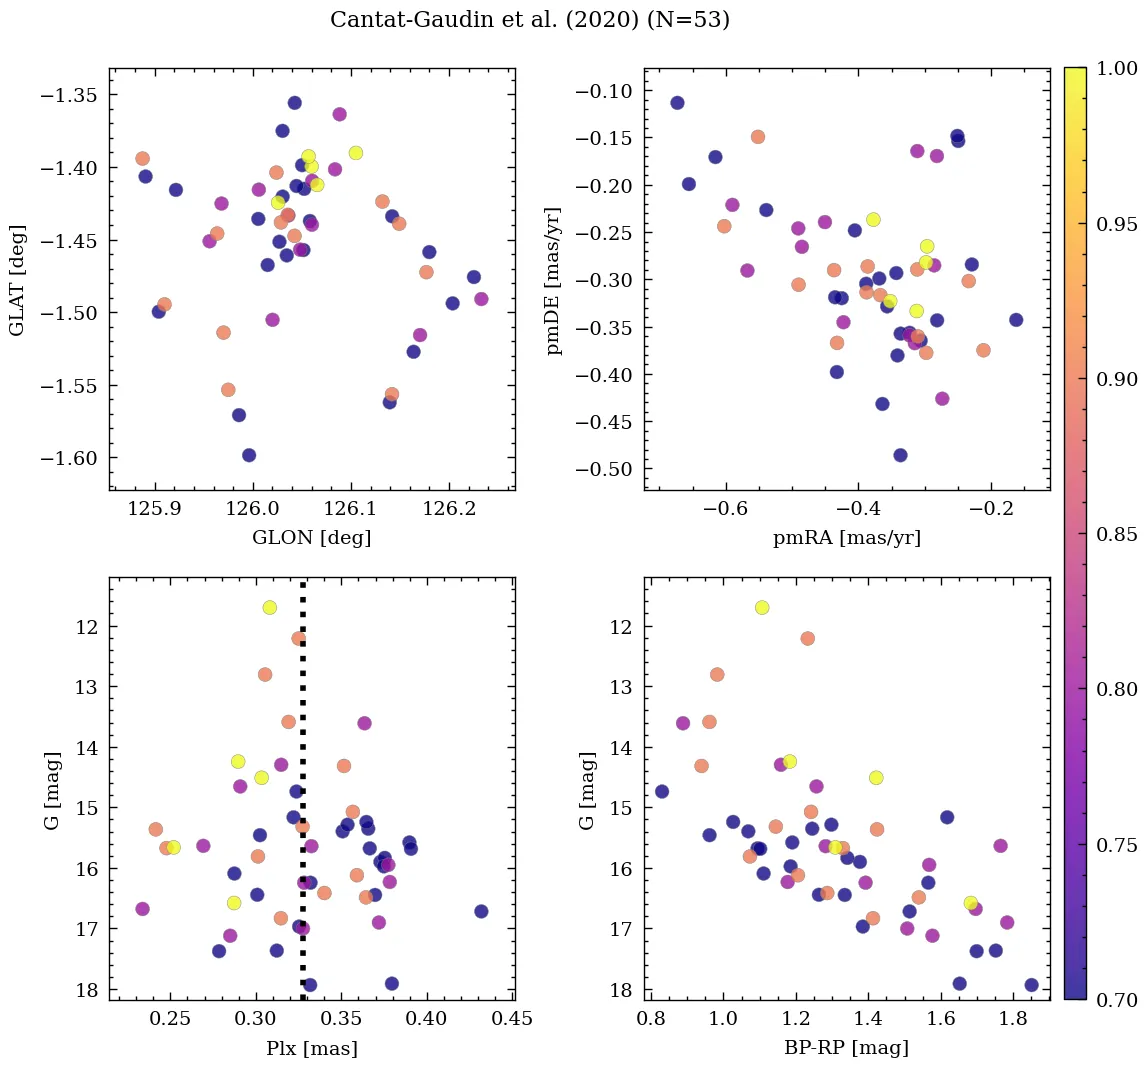 Cantat-Gaudin et al. (2020) (N=53)
GLAT [deg]
−1.35
−1.40
−1.45
−1.50
−1.55
−1.60
125.9 126.0 126.1 126.2
GLON [deg]
pmDE [mas/yr]
−0.10
−0.15
−0.20
−0.25
−0.30
−0.35
−0.40
−0.45
−0.50
−0.6 −0.4 −0.2
pmRA [mas/yr]
G [mag]
12
13
14
15
16
17
18
0.25 0.30 0.35 0.40 0.45
Plx [mas]
G [mag]
12
13
14
15
16
17
18
0.8 1.0 1.2 1.4 1.6 1.8
BP-RP [mag]
1.00
0.95
0.90
0.85
0.80
0.75
0.70